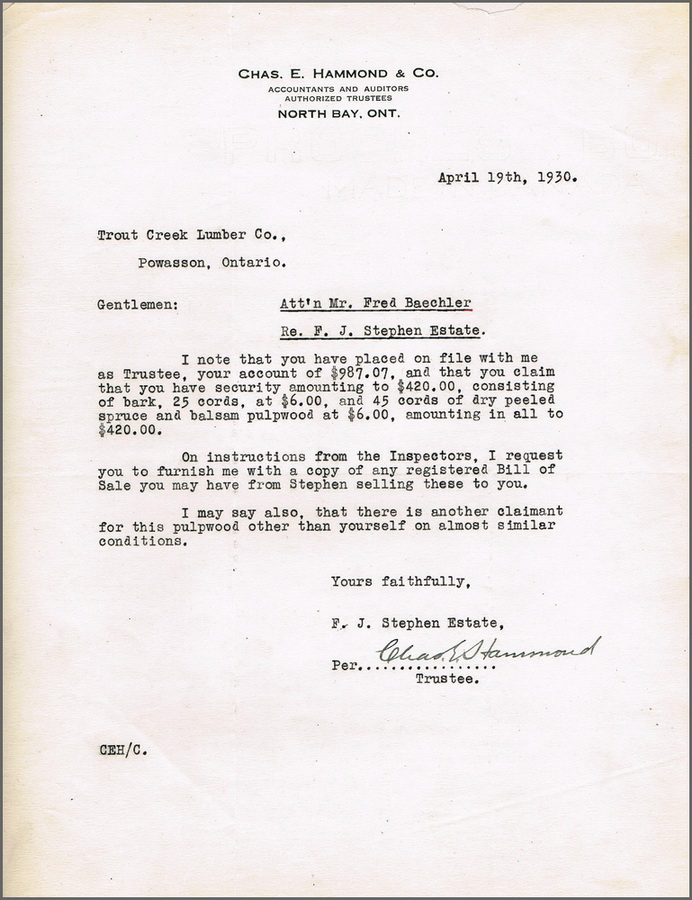 CHAS. E. HAMMOND & CO.
ACCOUNTANTS AND AUDITORS
AUTHORIZED TRUSTEES
NORTH BAY, ONT.
April 19th, 1930.
Trout Creek Lumber Co.,
Powasson, Ontario.
Gentlemen: Att'n Mr. Fred Baechler
Re. F. J. Stephen Estate.
I note that you have placed on file with me
as Trustee, your account of $987.07, and that you claim
that you have security amounting to $420.00, consisting
of bark, 25 cords, at $6.00, and 45 cords of dry peeled
spruce and balsam pulpwood at $6.00, amounting in all to
$420.00.
On instructions from the Inspectors, I request
you to furnish me with a copy of any registered Bill of
Sale you may have from Stephen selling these to you.
I may say also, that there is another claimant
for this pulpwood other than yourself on almost similar
conditions.
Yours faithfully,
F. J. Stephen Estate,
Chas. E. Hammond
Per..................
Trustee.
CEH/C.